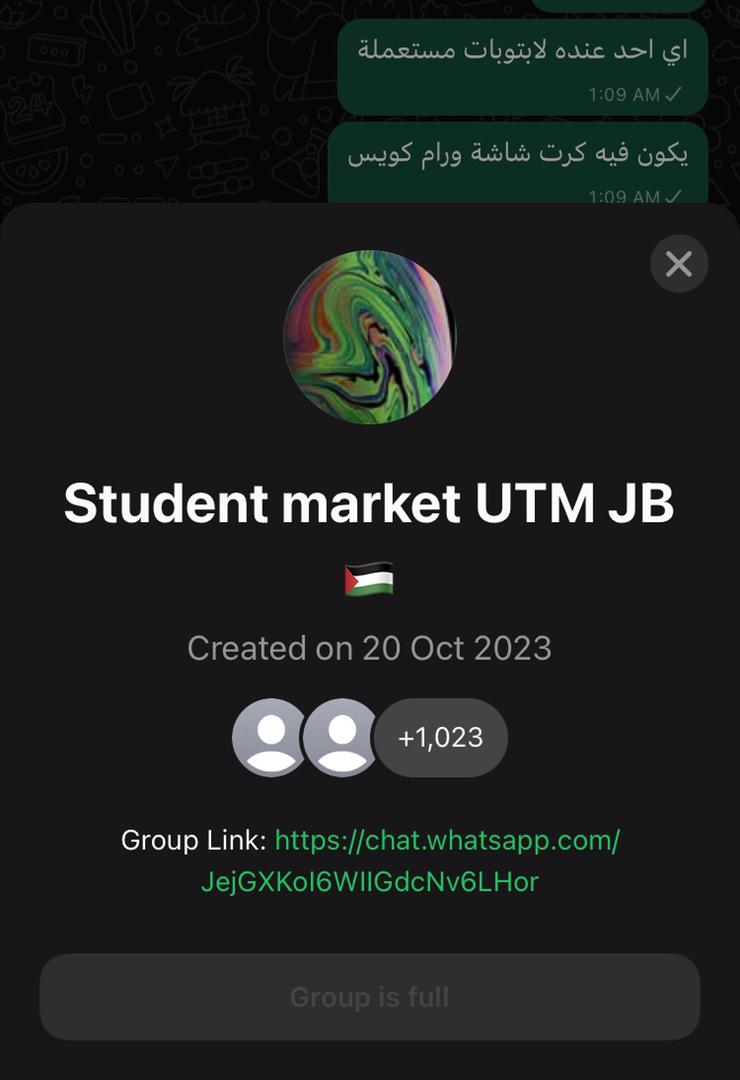 اي احد عنده لابتوبات مستعملة
1:09 AM
يكون فيه كرت شاشة ورام كويس
1:09 AM
Student market UTM JB
🇵🇸
Created on 20 Oct 2023
+1,023
Group Link: https://chat.whatsapp.com/
JejGXKoI6WIIGdcNv6LHor
Group is full